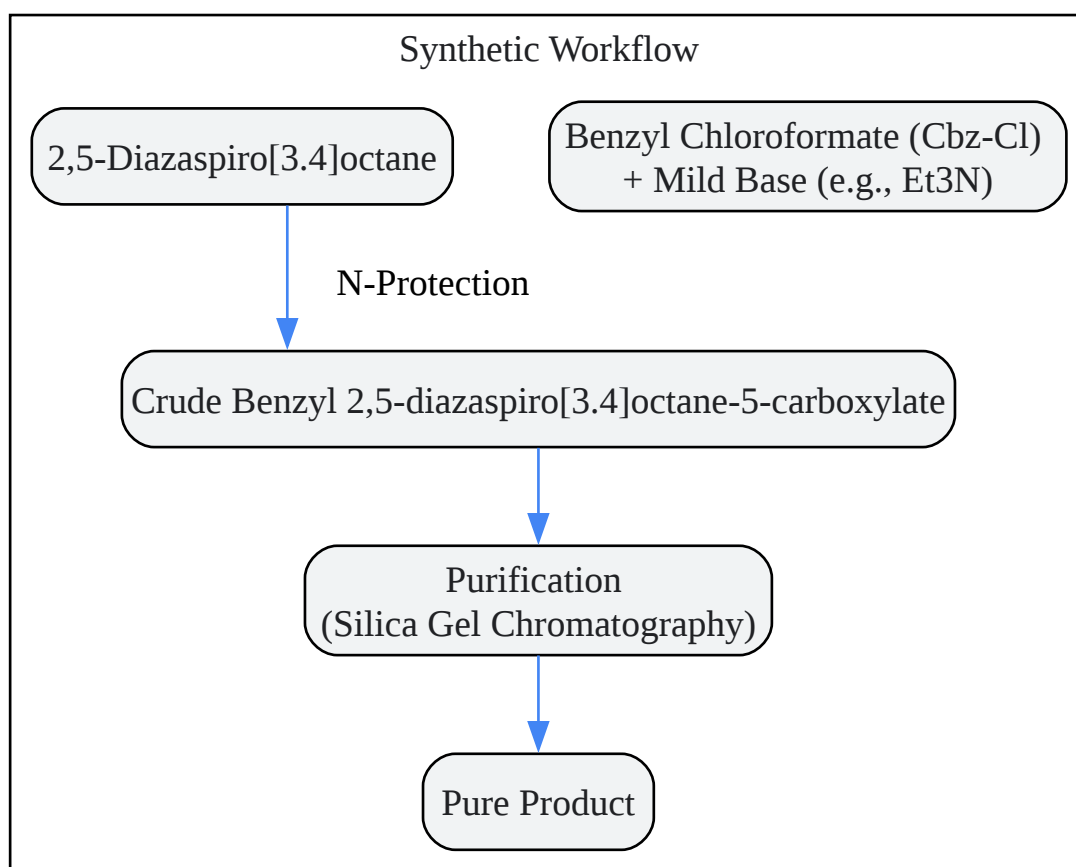 Synthetic Workflow
2,5-Diazaspiro[3.4]octane
Benzyl Chloroformate (Cbz-Cl)
+ Mild Base (e.g., Et3N)
N-Protection
Crude Benzyl 2,5-diazaspiro[3.4]octane-5-carboxylate
Purification
(Silica Gel Chromatography)
Pure Product